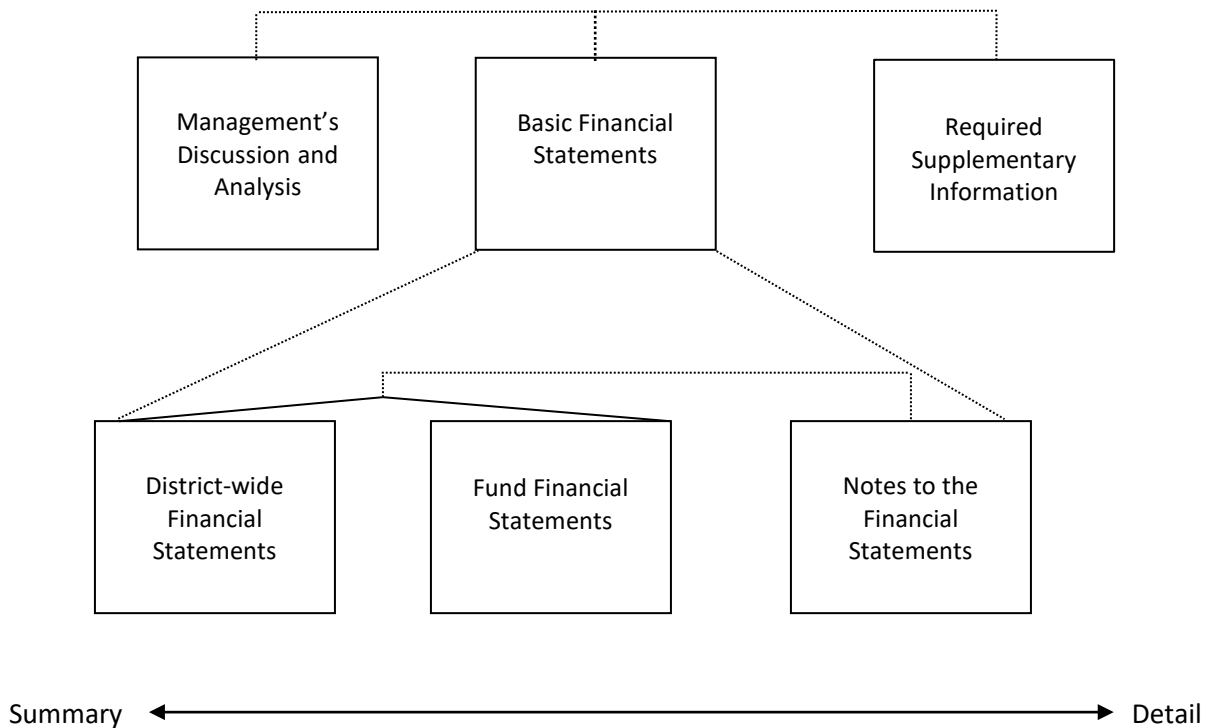 Management’s
Discussion and
Analysis
Basic Financial
Statements
Required
Supplementary
Information
District-wide
Financial
Statements
Fund Financial
Statements
Notes to the
Financial
Statements
Summary
Detail